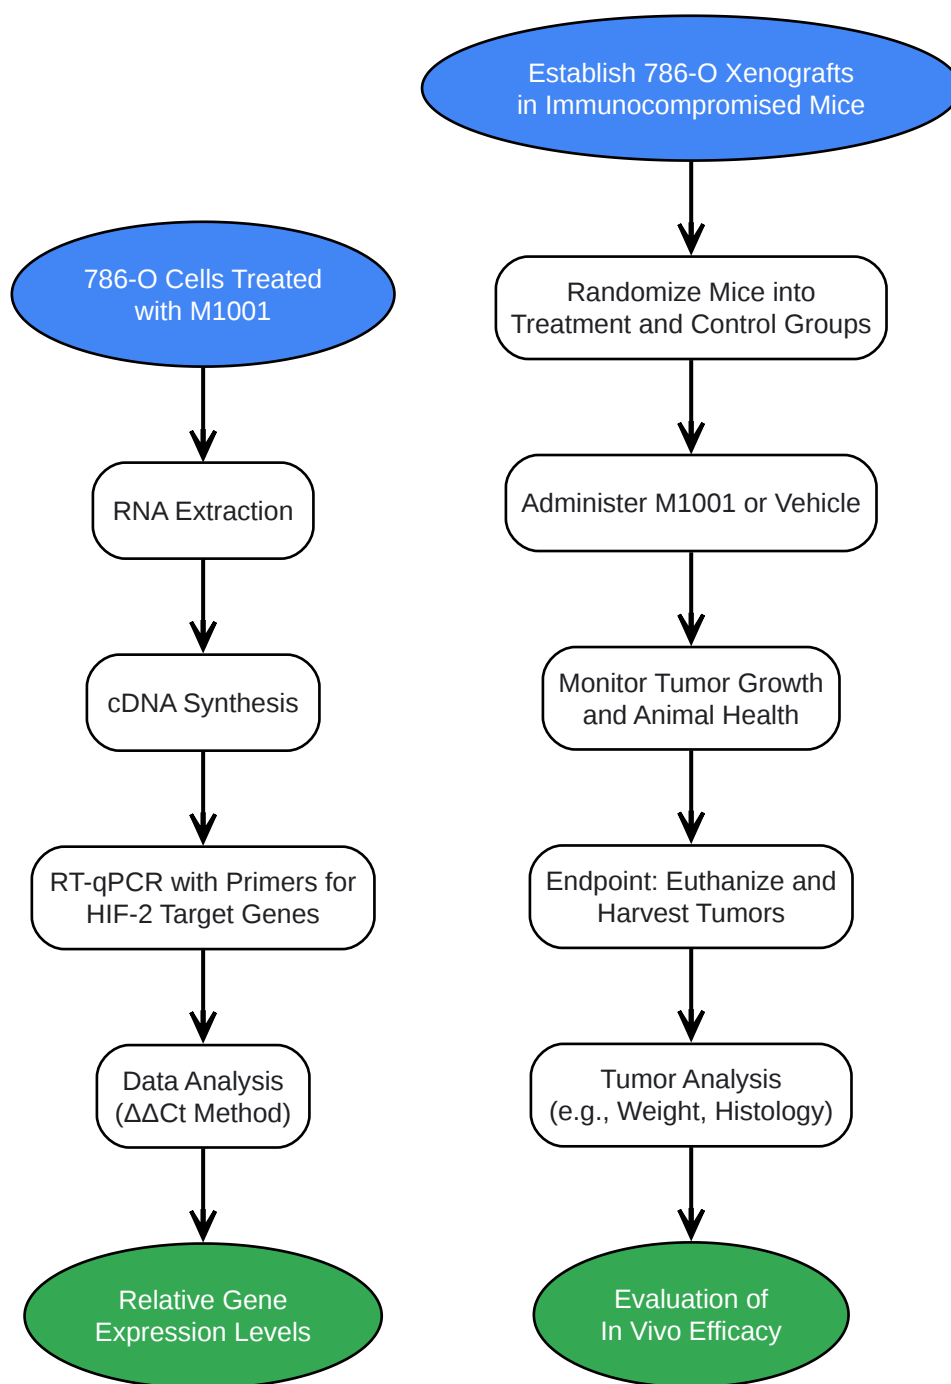 786-O Cells Treated
with M1001
RNA Extraction
cDNA Synthesis
RT-qPCR with Primers for
HIF-2 Target Genes
Data Analysis
(ΔΔCt Method)
Relative Gene
Expression Levels
Establish 786-O Xenografts
in Immunocompromised Mice
Randomize Mice into
Treatment and Control Groups
Administer M1001 or Vehicle
Monitor Tumor Growth
and Animal Health
Endpoint: Euthanize and
Harvest Tumors
Tumor Analysis
(e.g., Weight, Histology)
Evaluation of
In Vivo Efficacy